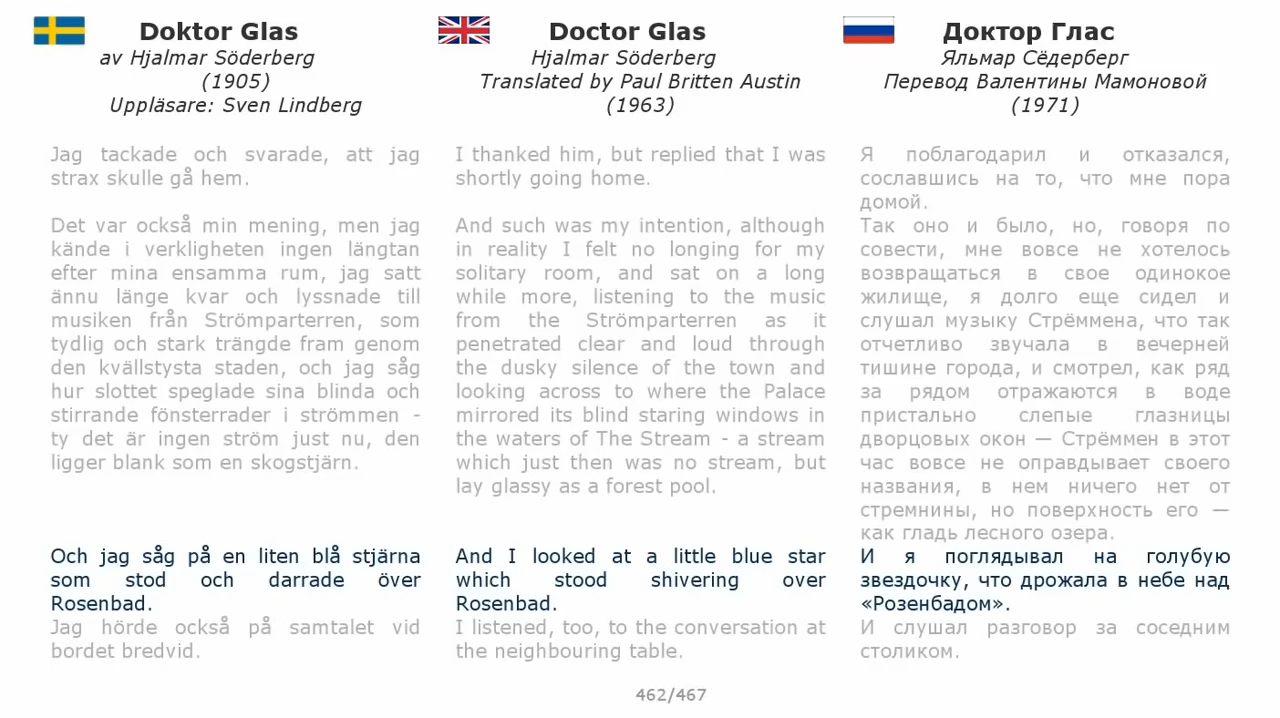 Doktor Glas
av Hjalmar Söderberg
(1905)
Uppläsare: Sven Lindberg
Jag tackade och svarade, att jag
strax skulle gå hem.
Det var också min mening, men jag
kände i verkligheten ingen längtan
efter mina ensamma rum, jag satt
ännu länge kvar och lyssnade till
musiken från Strömparterren, som
tydlig och stark trängde fram genom
den kvällstysta staden, och jag såg
hur slottet speglade sina blinda och
stirrande fönsterrader i strömmen -
ty det är ingen ström just nu, den
ligger blank som en skogstjärn.
Och jag såg på en liten blå stjärna
som stod och darrade över
Rosenbad.
Jag hörde också på samtalet vid
bordet bredvid.
Doctor Glas
Hjalmar Söderberg
Translated by Paul Britten Austin
(1963)
I thanked him, but replied that I was
shortly going home.
And such was my intention, although
in reality I felt no longing for my
solitary room, and sat on a long
while more, listening to the music
from the Strömparterren as it
penetrated clear and loud through
the dusky silence of the town and
looking across to where the Palace
mirrored its blind staring windows in
the waters of The Stream - a stream
which just then was no stream, but
lay glassy as a forest pool.
And I looked at a little blue star
which stood shivering over
Rosenbad.
I listened, too, to the conversation at
the neighbouring table.
Доктор Глас
Яльмар Сёдерберг
Перевод Валентины Мамоновой
(1971)
Я поблагодарил и отказался,
сославшись на то, что мне пора
домой.
Так оно и было, но, говоря по
совести, мне вовсе не хотелось
возвращаться в свое одинокое
жилище, я долго еще сидел и
слушал музыку Стрёммена, что так
отчетливо звучала в вечерней
тишине города, и смотрел, как ряд
за рядом отражаются в воде
пристально слепые глазницы
дворцовых окон — Стрёммен в этот
час вовсе не оправдывает своего
названия, в нем ничего нет от
стремнины, но поверхность его —
как гладь лесного озера.
И я поглядывал на голубую
звездочку, что дрожала в небе над
«Розенбадом».
И слушал разговор за соседним
столиком.
462/467